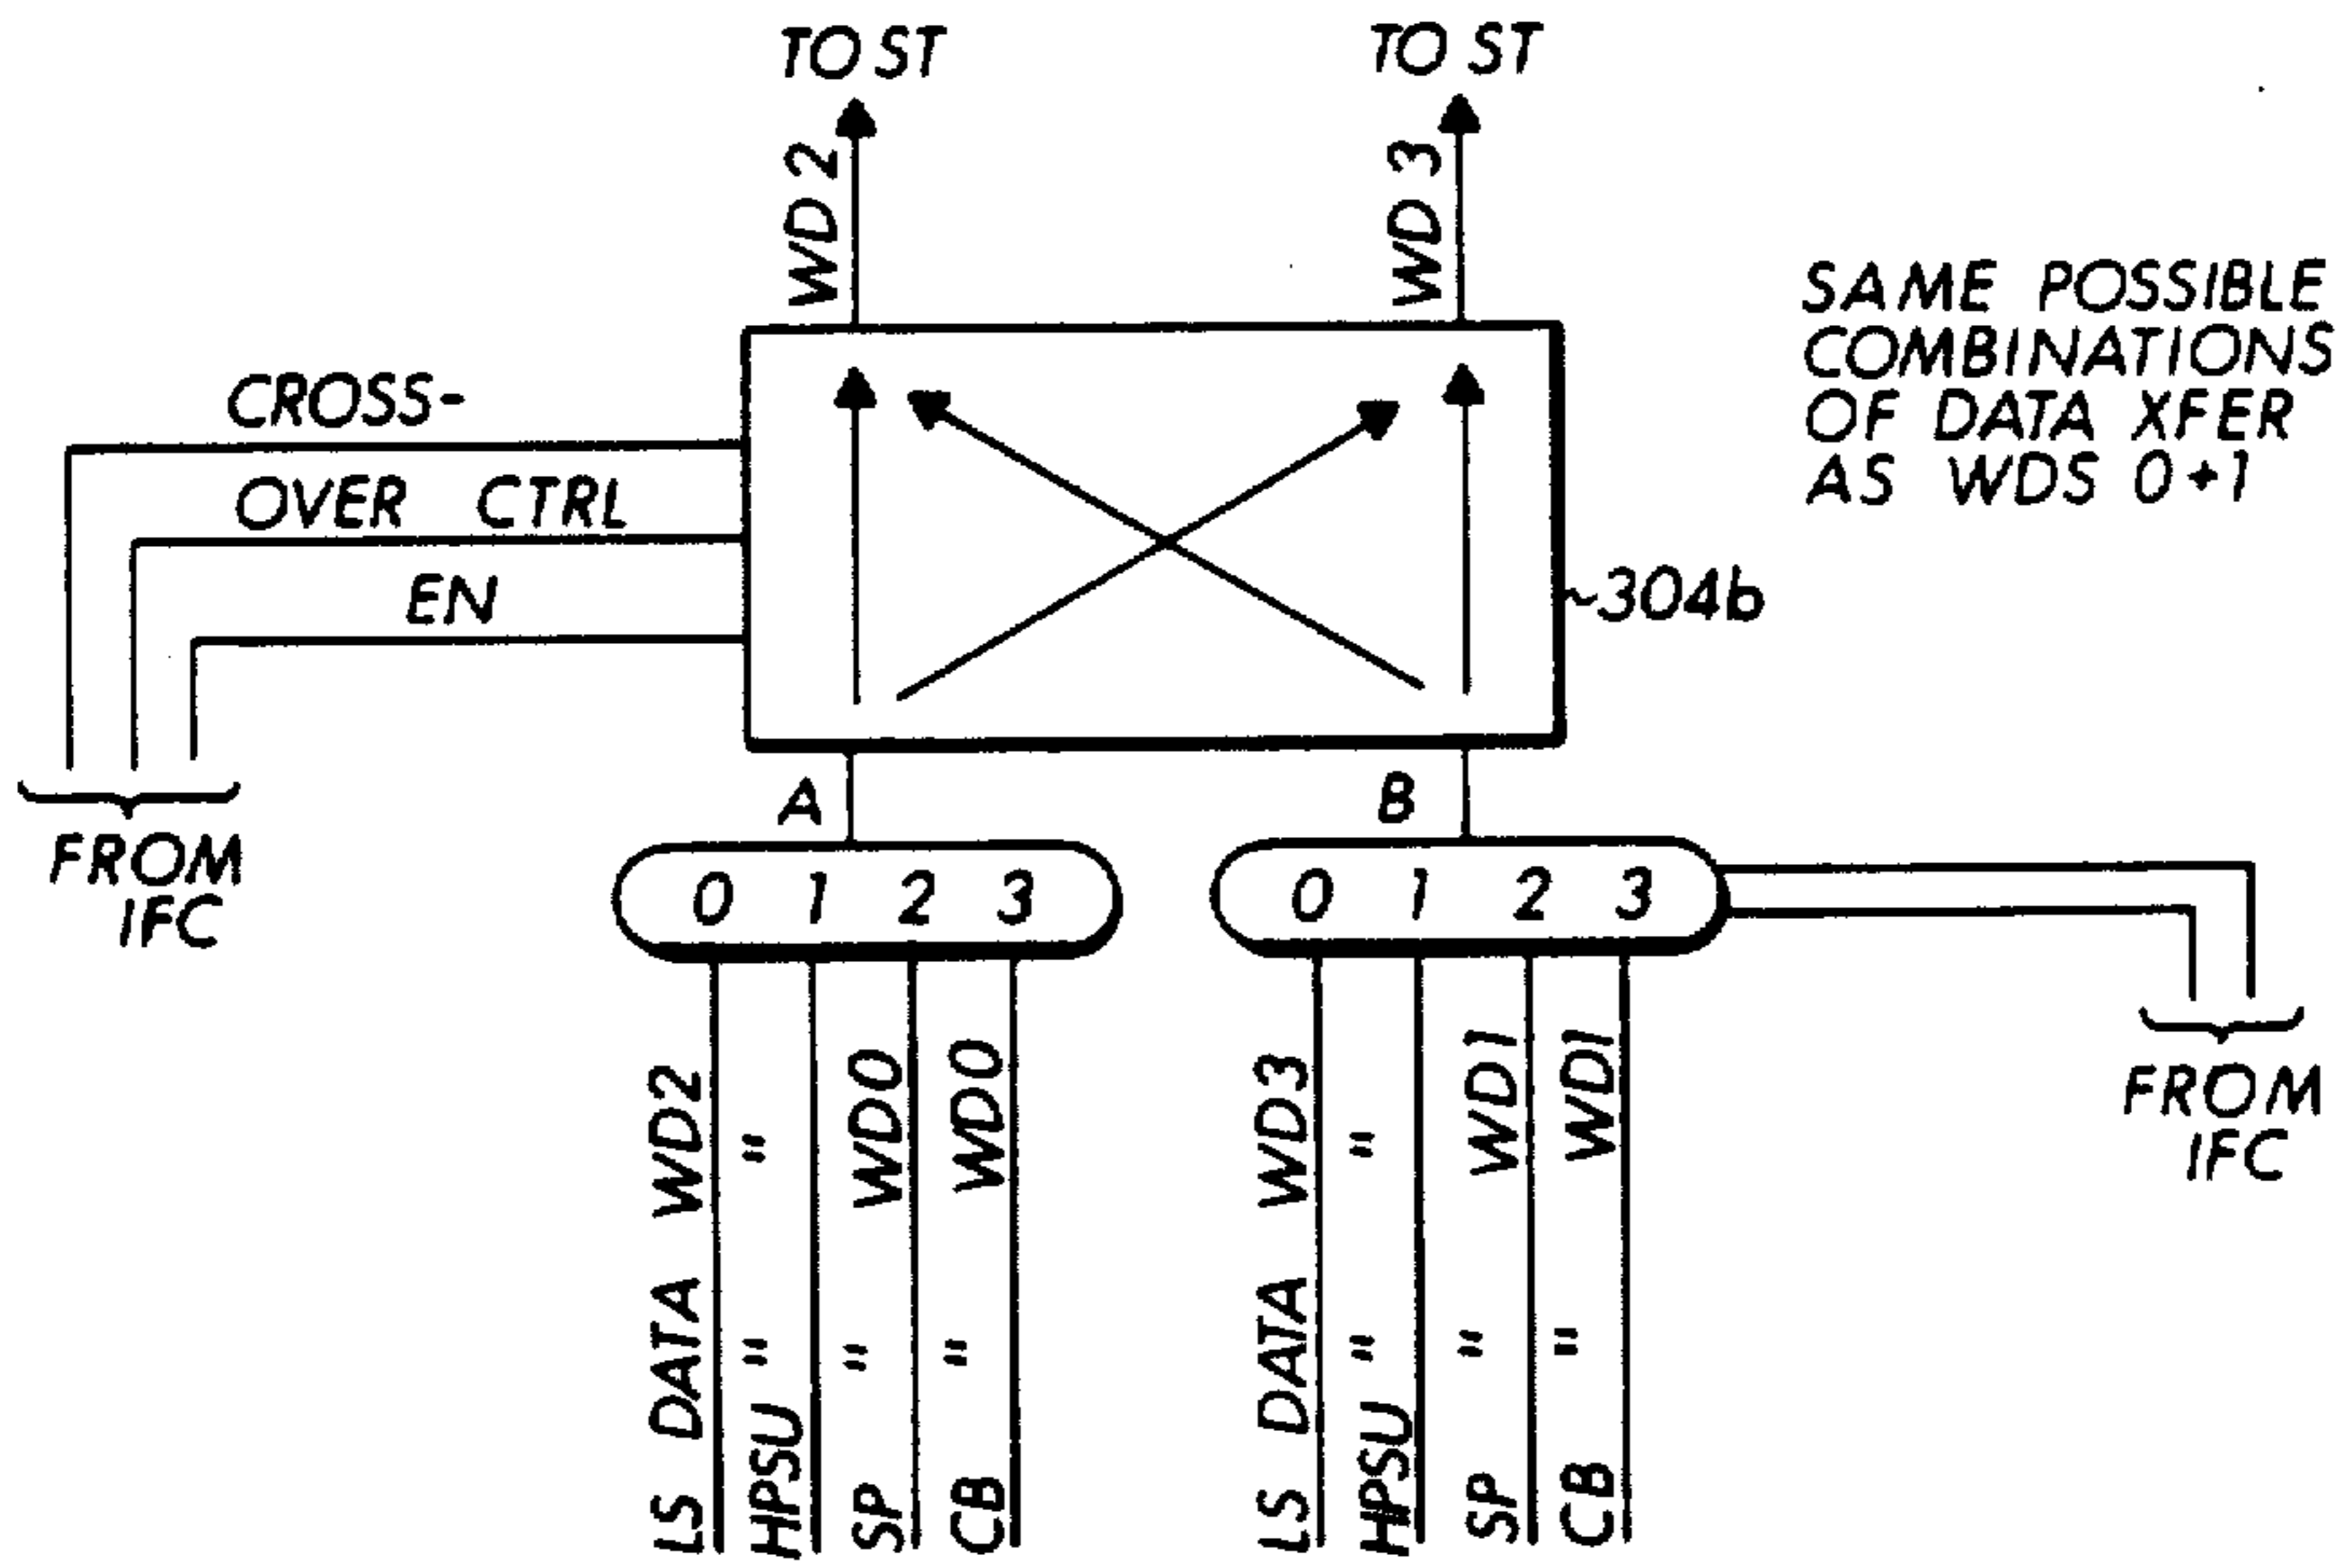 TO ST
TO ST
WD 2
WD 3
SAME POSSIBLE
COMBINATIONS
OF DATA XFER
AS WDS 0+1
CROSS-
OVER CTRL
EN
~304b
A
B
FROM
IFC
0 1 2 3
0 1 2 3
FROM
IFC
LS DATA WD2
HPSU " "
SP " WD0
CB " WD0
LS DATA WD3
HPSU " "
SP " WD1
CB " WD1